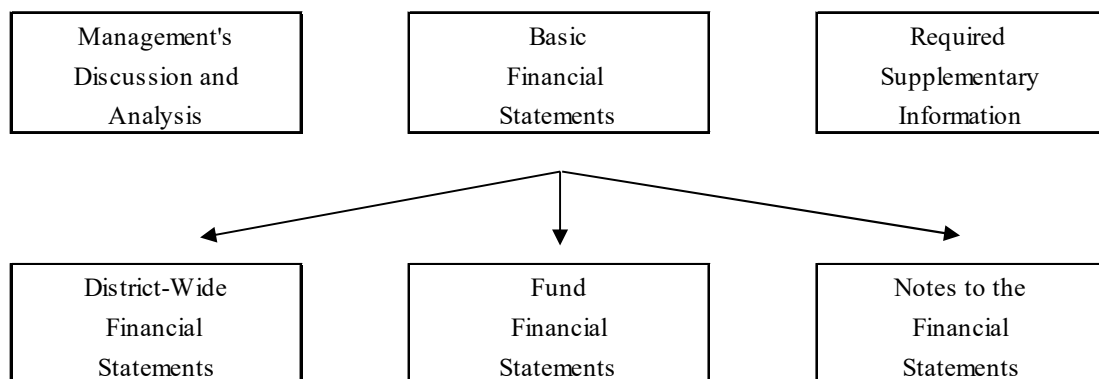 Management's
Discussion and
Analysis
Basic
Financial
Statements
Required
Supplementary
Information
District-Wide
Financial
Statements
Fund
Financial
Statements
Notes to the
Financial
Statements